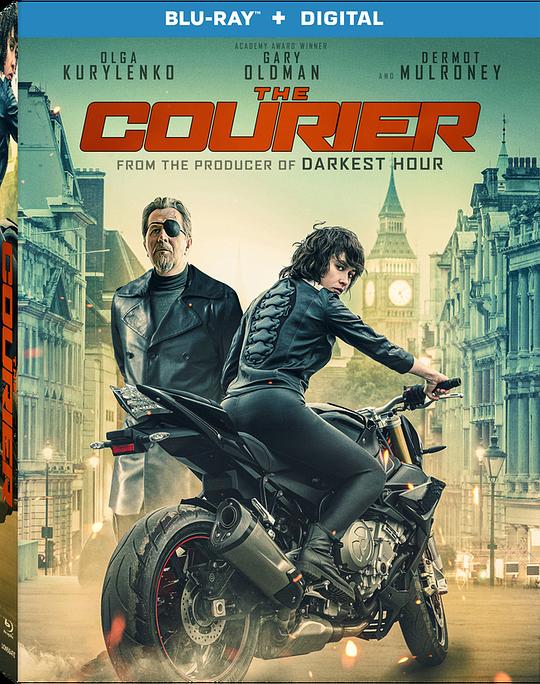 BLU-RAY™ + DIGITAL
ACADEMY AWARD WINNER
OLGA
KURYLENKO
GARY
OLDMAN
DERMOT
AND MULRONEY
THE
COURIER
FROM THE PRODUCER OF DARKEST HOUR
THE
COURIER